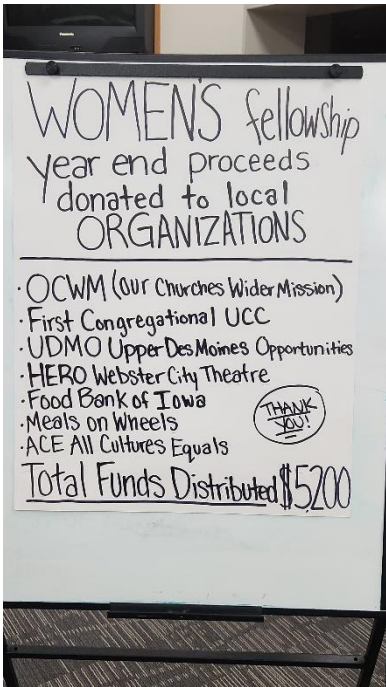 WOMEN'S fellowship
year end proceeds
donated to local
ORGANIZATIONS
· OCWM (Our Churches Wider Mission)
· First Congregational UCC
· UDMO Upper Des Moines Opportunities
· HERO Webster City Theatre
· Food Bank of Iowa
· Meals on Wheels
· ACE All Cultures Equals
THANK
YOU!
Total Funds Distributed $5200